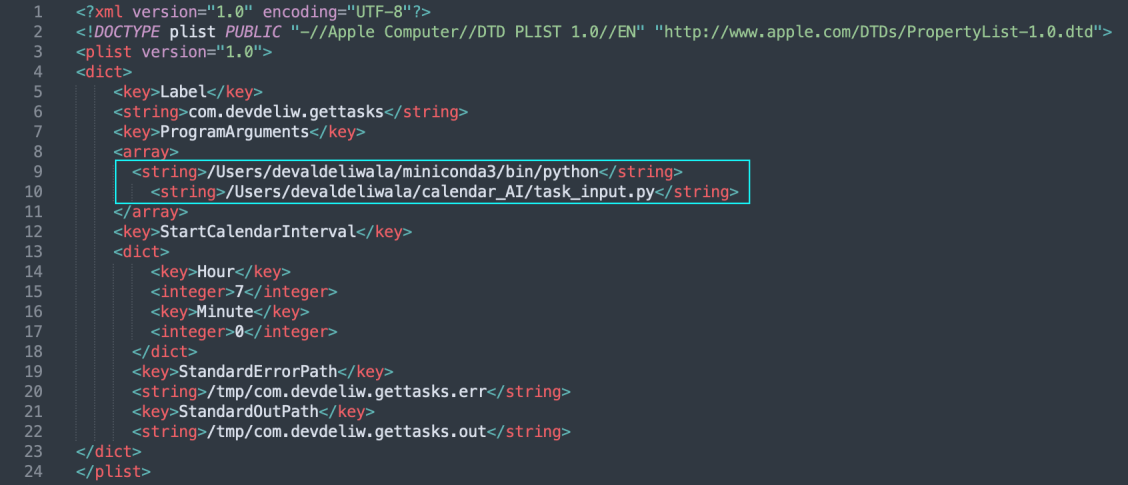 1 <?xml version="1.0" encoding="UTF-8"?>
2 <!DOCTYPE plist PUBLIC "-//Apple Computer//DTD PLIST 1.0//EN" "http://www.apple.com/DTDs/PropertyList-1.0.dtd">
3 <plist version="1.0">
4 <dict>
5 <key>Label</key>
6 <string>com.devdeliw.gettasks</string>
7 <key>ProgramArguments</key>
8 <array>
9 <string>/Users/devaldeliwala/miniconda3/bin/python</string>
10 <string>/Users/devaldeliwala/calendar_AI/task_input.py</string>
11 </array>
12 <key>StartCalendarInterval</key>
13 <dict>
14 <key>Hour</key>
15 <integer>7</integer>
16 <key>Minute</key>
17 <integer>0</integer>
18 </dict>
19 <key>StandardErrorPath</key>
20 <string>/tmp/com.devdeliw.gettasks.err</string>
21 <key>StandardOutPath</key>
22 <string>/tmp/com.devdeliw.gettasks.out</string>
23 </dict>
24 </plist>